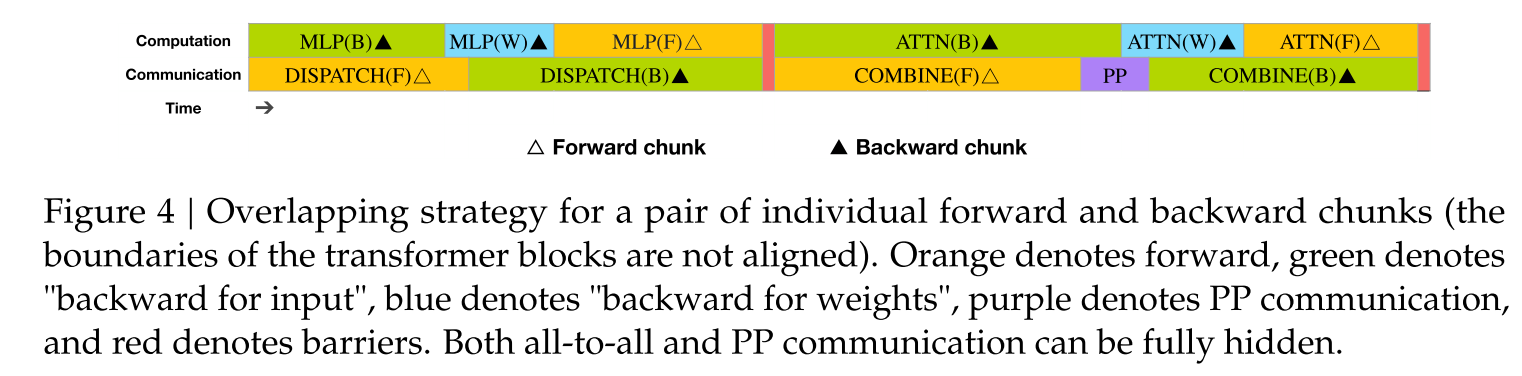 Computation MLP(B)▲ MLP(W)▲ MLP(F)△ ATTN(B)▲ ATTN(W)▲ ATTN(F)△
Communication DISPATCH(F)△ DISPATCH(B)▲ COMBINE(F)△ PP COMBINE(B)▲
Time →
△ Forward chunk ▲ Backward chunk
Figure 4 | Overlapping strategy for a pair of individual forward and backward chunks (the
boundaries of the transformer blocks are not aligned). Orange denotes forward, green denotes
"backward for input", blue denotes "backward for weights", purple denotes PP communication,
and red denotes barriers. Both all-to-all and PP communication can be fully hidden.